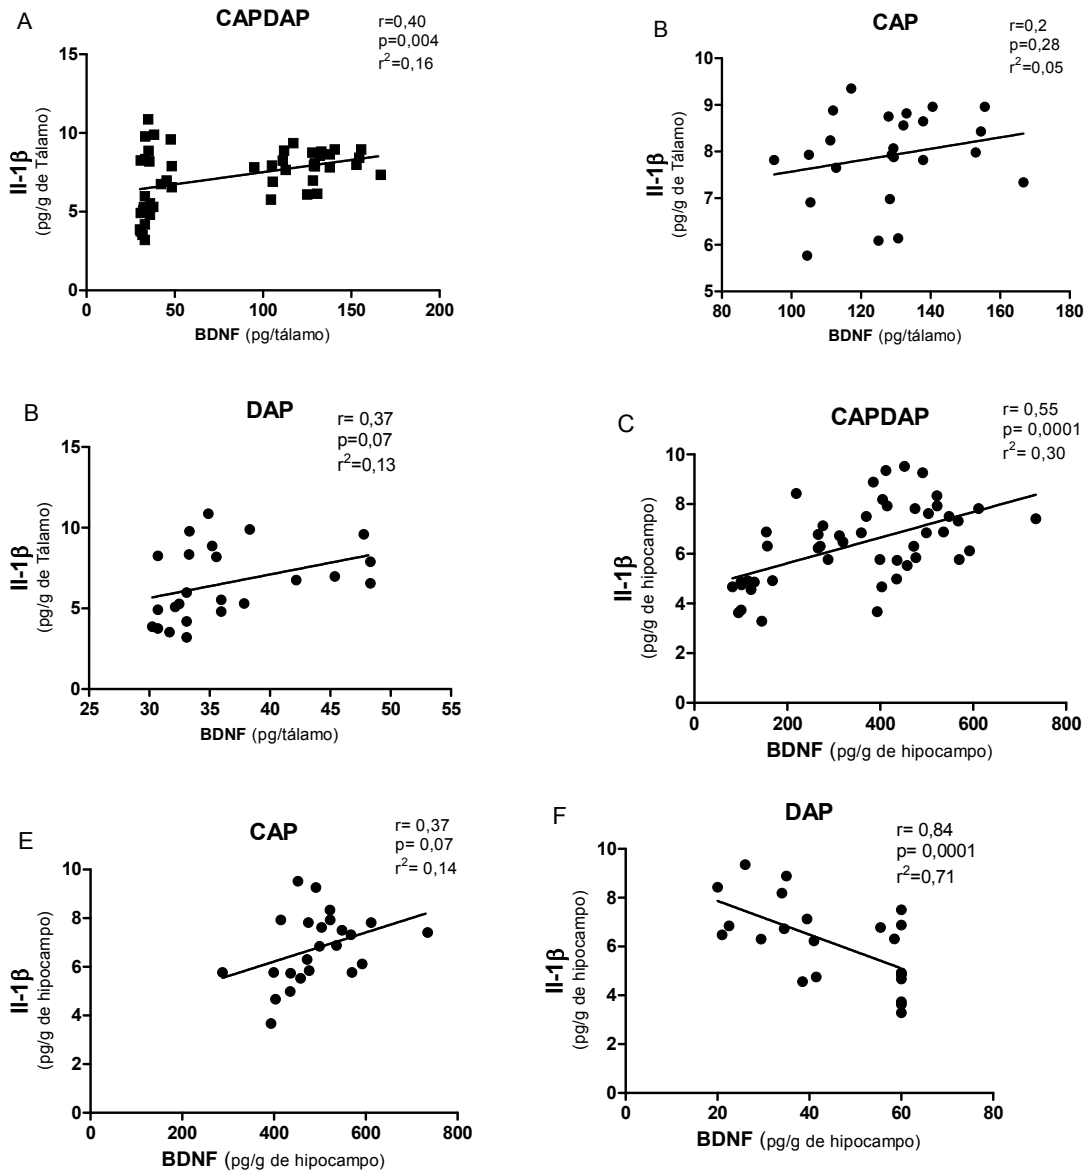 A
CAPDAP
r=0,40
p=0,004
r²=0,16
15
10
5
0
0
50
100
150
200
Il-1β
(pg/g de Tálamo)
BDNF (pg/tálamo)
B
CAP
r=0,2
p=0,28
r²=0,05
10
9
8
7
6
5
80
100
120
140
160
180
Il-1β
(pg/g de Tálamo)
BDNF (pg/tálamo)
B
DAP
r= 0,37
p=0,07
r²=0,13
15
10
5
0
25
30
35
40
45
50
55
Il-1β
(pg/g de Tálamo)
BDNF (pg/tálamo)
C
CAPDAP
r= 0,55
p= 0,0001
r²= 0,30
10
8
6
4
2
0
0
200
400
600
800
Il-1β
(pg/g de hipocampo)
BDNF (pg/g de hipocampo)
E
CAP
r= 0,37
p= 0,07
r²= 0,14
10
8
6
4
2
0
0
200
400
600
800
Il-1β
(pg/g de hipocampo)
BDNF (pg/g de hipocampo)
F
DAP
r= 0,84
p= 0,0001
r²=0,71
10
8
6
4
2
0
0
20
40
60
80
Il-1β
(pg/g de hipocampo)
BDNF (pg/g de hipocampo)